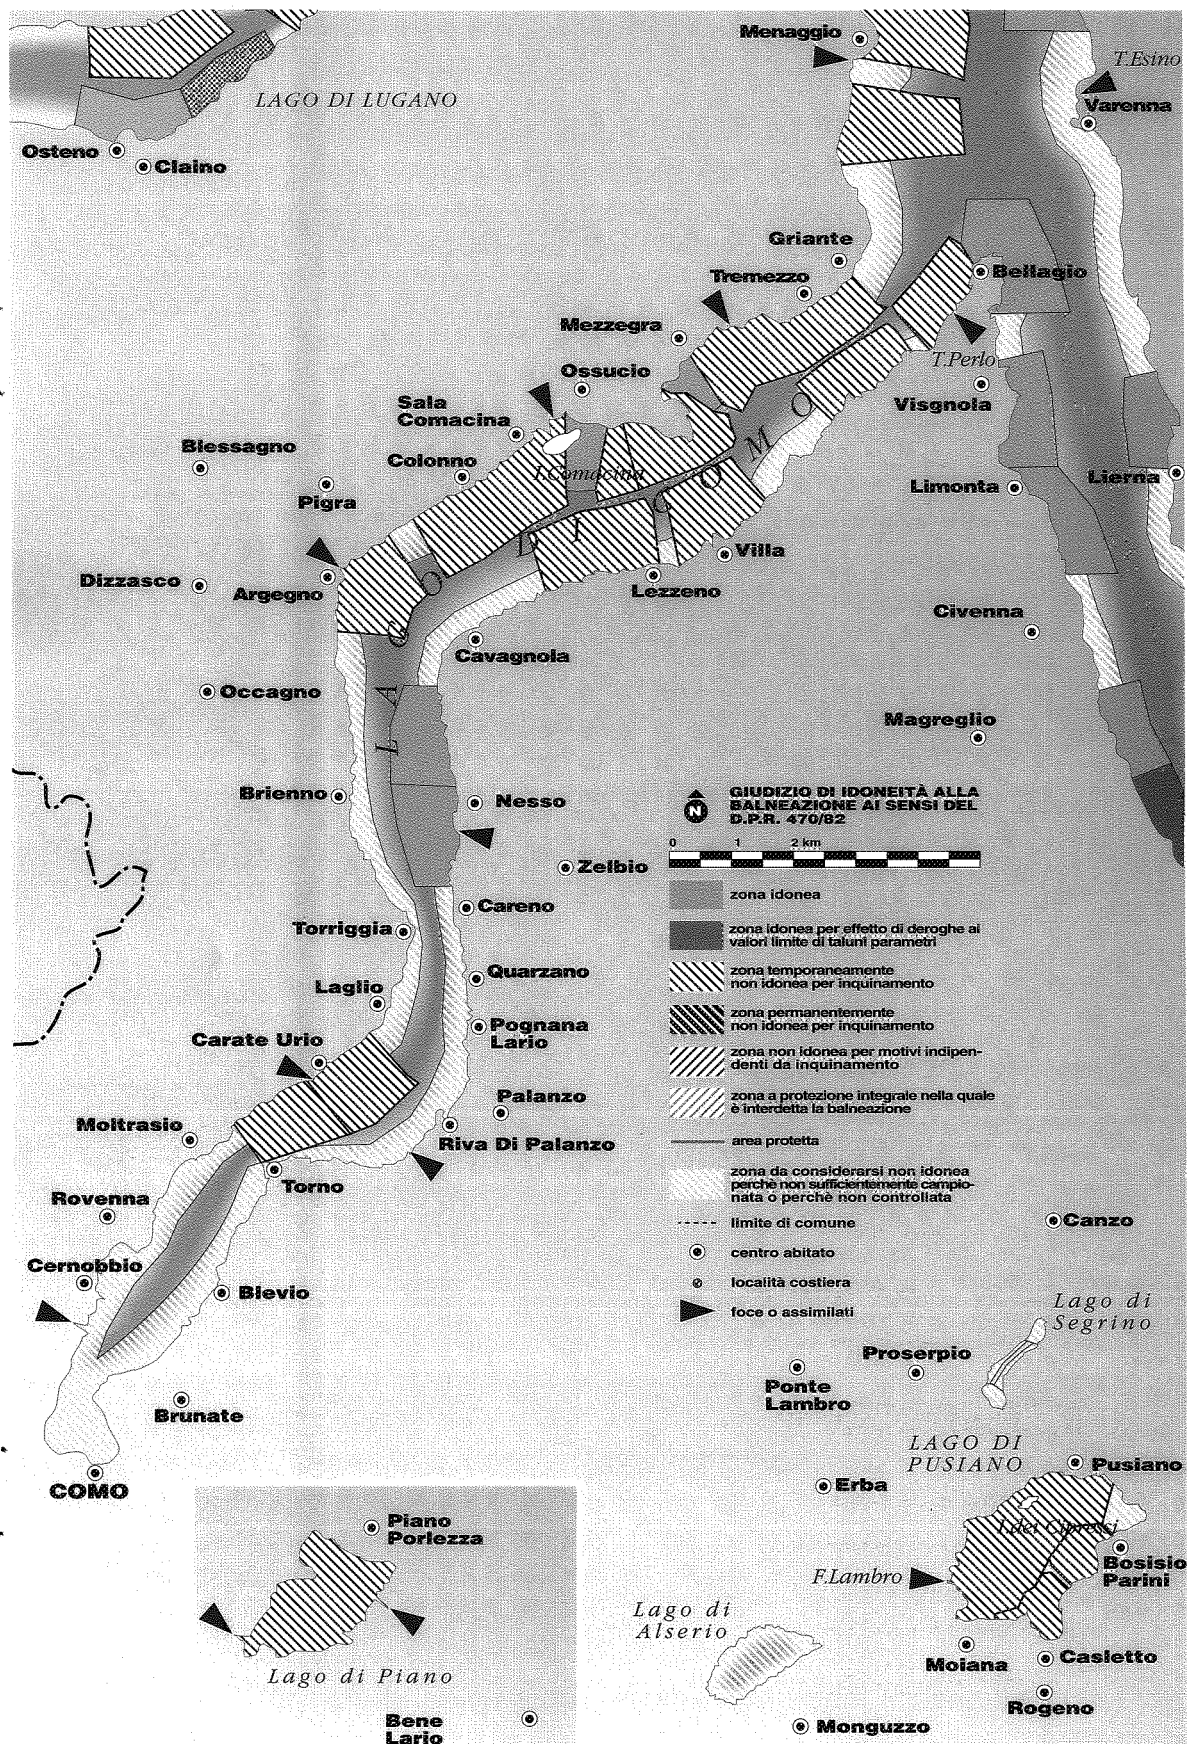 Menaggio
T.Esino
LAGO DI LUGANO
Varenna
Osteno
Claino
Griante
Bellagio
Tremezzo
Mezzegra
T.Perlo
Ossucio
Visgnola
Sala
Comacina
Blessagno
Colonno
I.Comacina
Pigra
Limonta
Lierna
LAGO DI COMO
Villa
Dizzasco
Argegno
Lezzeno
Civenna
Cavagnola
Occagno
Magreglio
Brienno
Nesso
GIUDIZIO DI IDONEITÀ ALLA
BALNEAZIONE AI SENSI DEL
D.P.R. 470/82
N
0 1 2 km
Zelbio
zona idonea
Careno
Torriggia
zona idonea per effetto di deroghe ai
valori limite di taluni parametri
Quarzano
zona temporaneamente
non idonea per inquinamento
Laglio
Pognana
Lario
zona permanentemente
non idonea per inquinamento
Carate Urio
zona non idonea per motivi indipen-
denti da inquinamento
Palanzo
zona a protezione integrale nella quale
è interdetta la balneazione
Moltrasio
Riva Di Palanzo
area protetta
Torno
zona da considerarsi non idonea
perchè non sufficientemente campio-
nata o perchè non controllata
Rovenna
limite di comune
Canzo
centro abitato
Cernobbio
Blevio
località costiera
foce o assimilati
Lago di
Segrino
Proserpio
Ponte
Lambro
Brunate
LAGO DI
PUSIANO
Pusiano
COMO
Erba
Piano
Porlezza
I.dei Cipressi
Bosisio
Parini
F.Lambro
Lago di
Alserio
Moiana
Casletto
Lago di Piano
Rogeno
Bene
Lario
Monguzzo